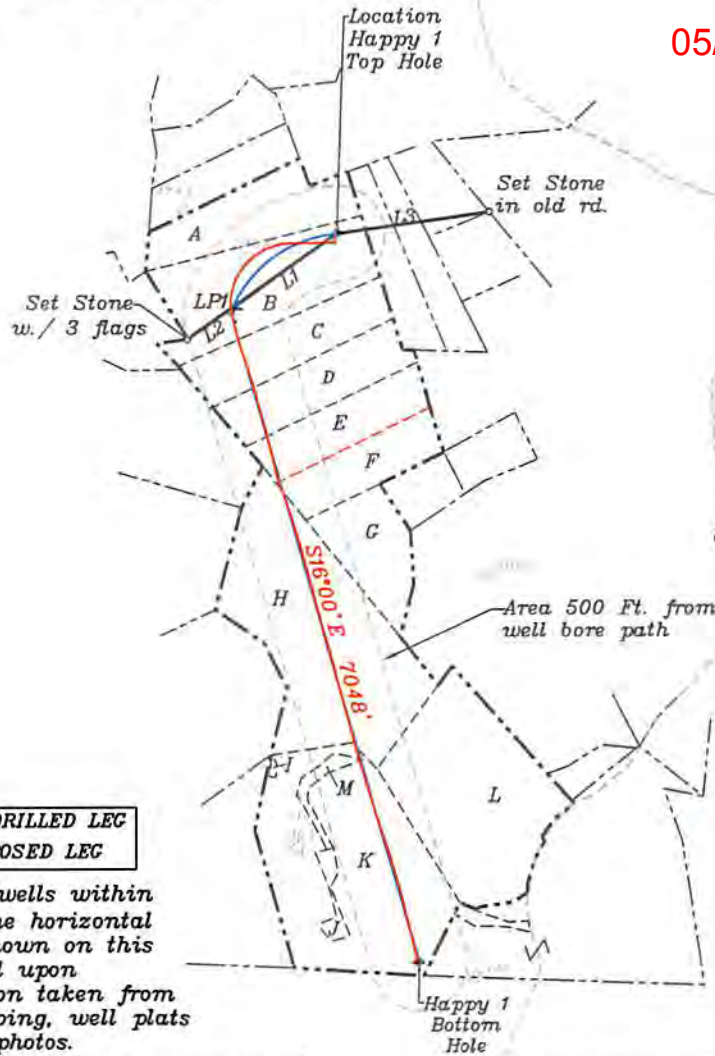 Location
Happy 1
Top Hole
05/
Set Stone
in old rd.
L3
A
L1
LP1
B
Set Stone
w./ 3 flags
L2
C
D
E
F
G
H
S16°00'E 7048'
Area 500 Ft. from
well bore path
J
M
L
K
DRILLED LEG
OSED LEG
wells within
e horizontal
own on this
d upon
on taken from
ping, well plats
photos.
Happy 1
Bottom
Hole